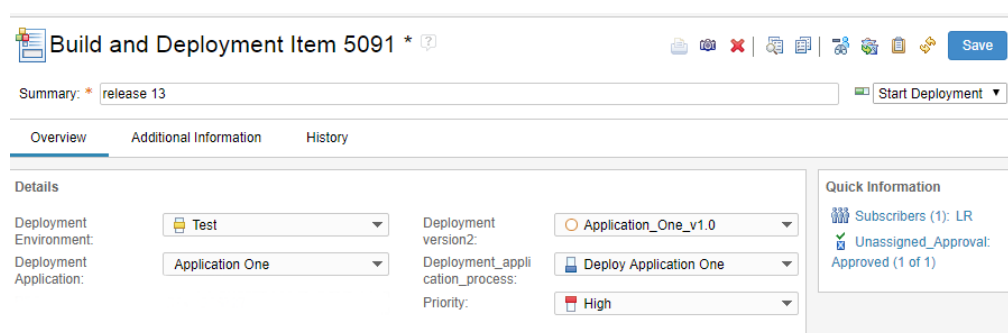 Build and Deployment Item 5091 * ?
Save
Summary: * release 13
Start Deployment
Overview Additional Information History
Details
Quick Information
Deployment
Environment:
Test
Deployment
version2:
Application_One_v1.0
Subscribers (1): LR
Unassigned_Approval:
Approved (1 of 1)
Deployment
Application:
Application One
Deployment_appli
cation_process:
Deploy Application One
Priority:
High